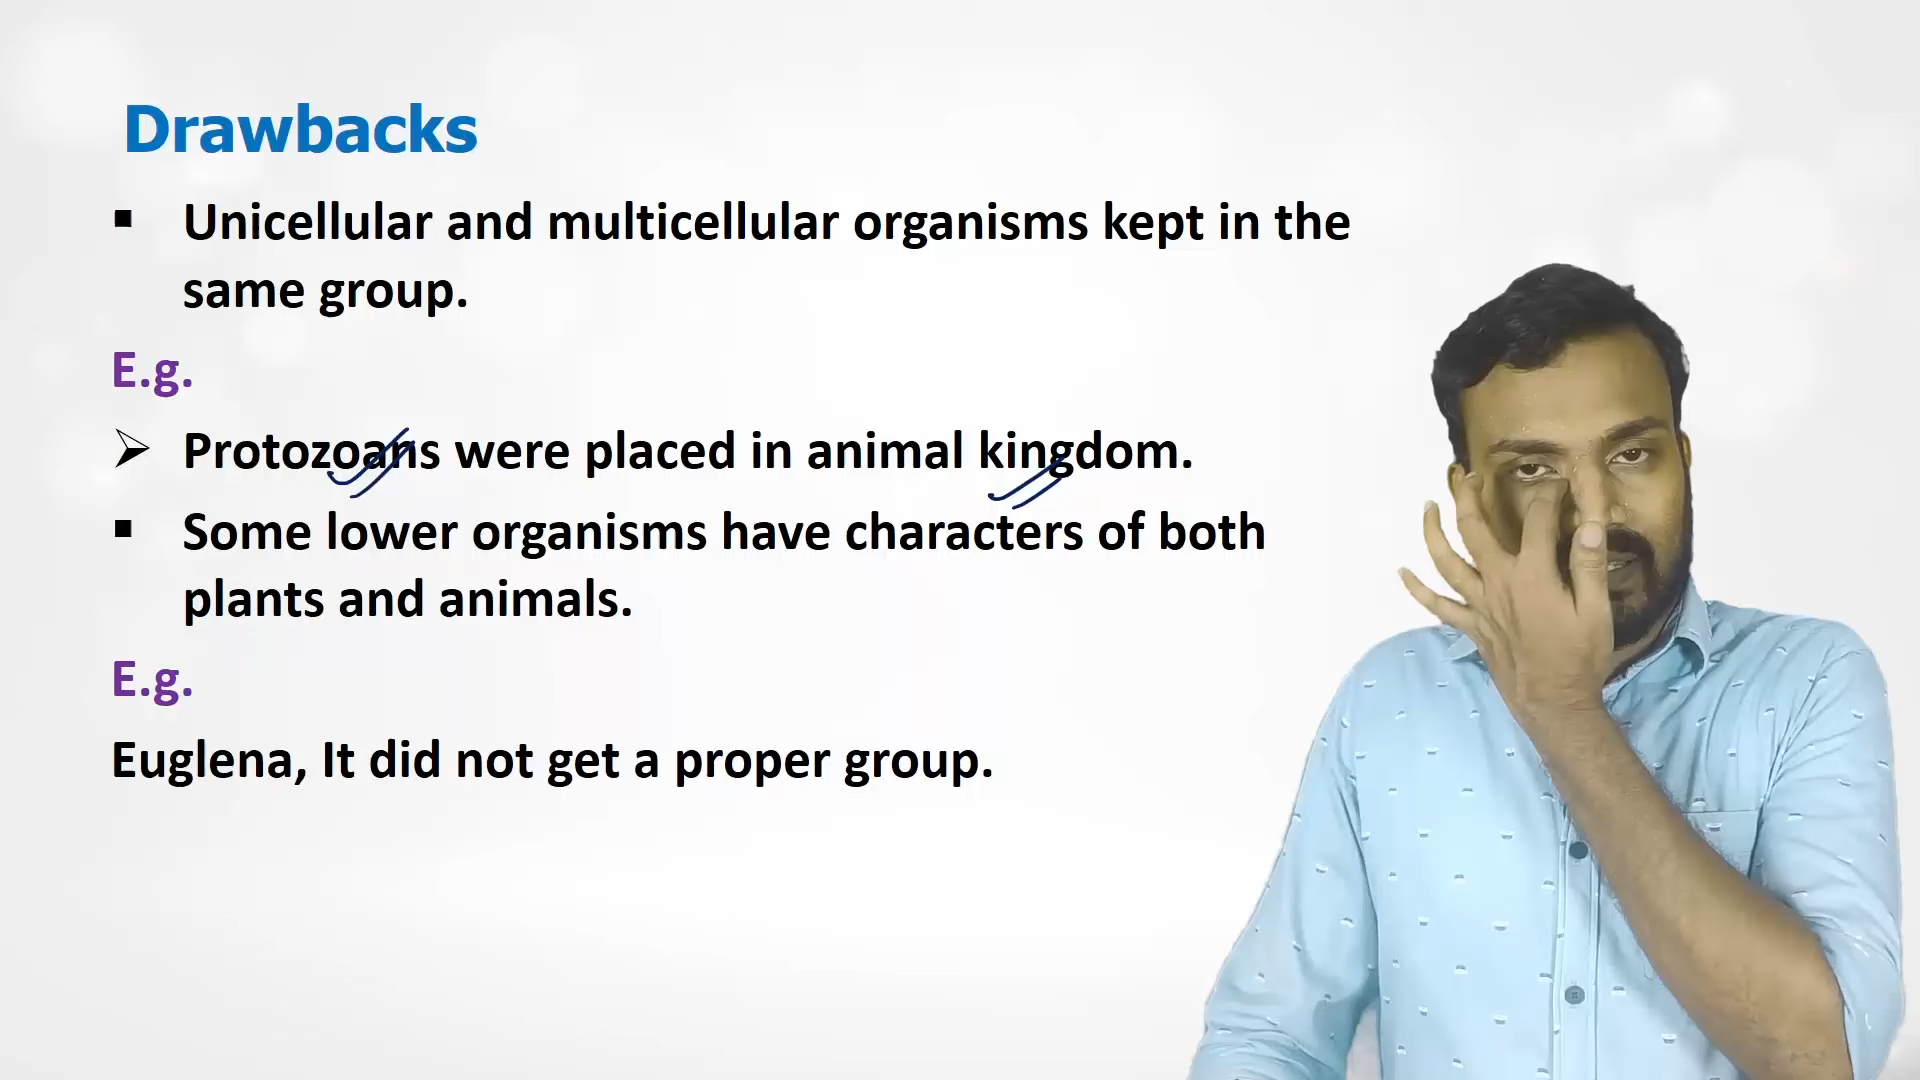 Drawbacks
▪ Unicellular and multicellular organisms kept in the
same group.
E.g.
➢ Protozoans were placed in animal kingdom.
▪ Some lower organisms have characters of both
plants and animals.
E.g.
Euglena, It did not get a proper group.